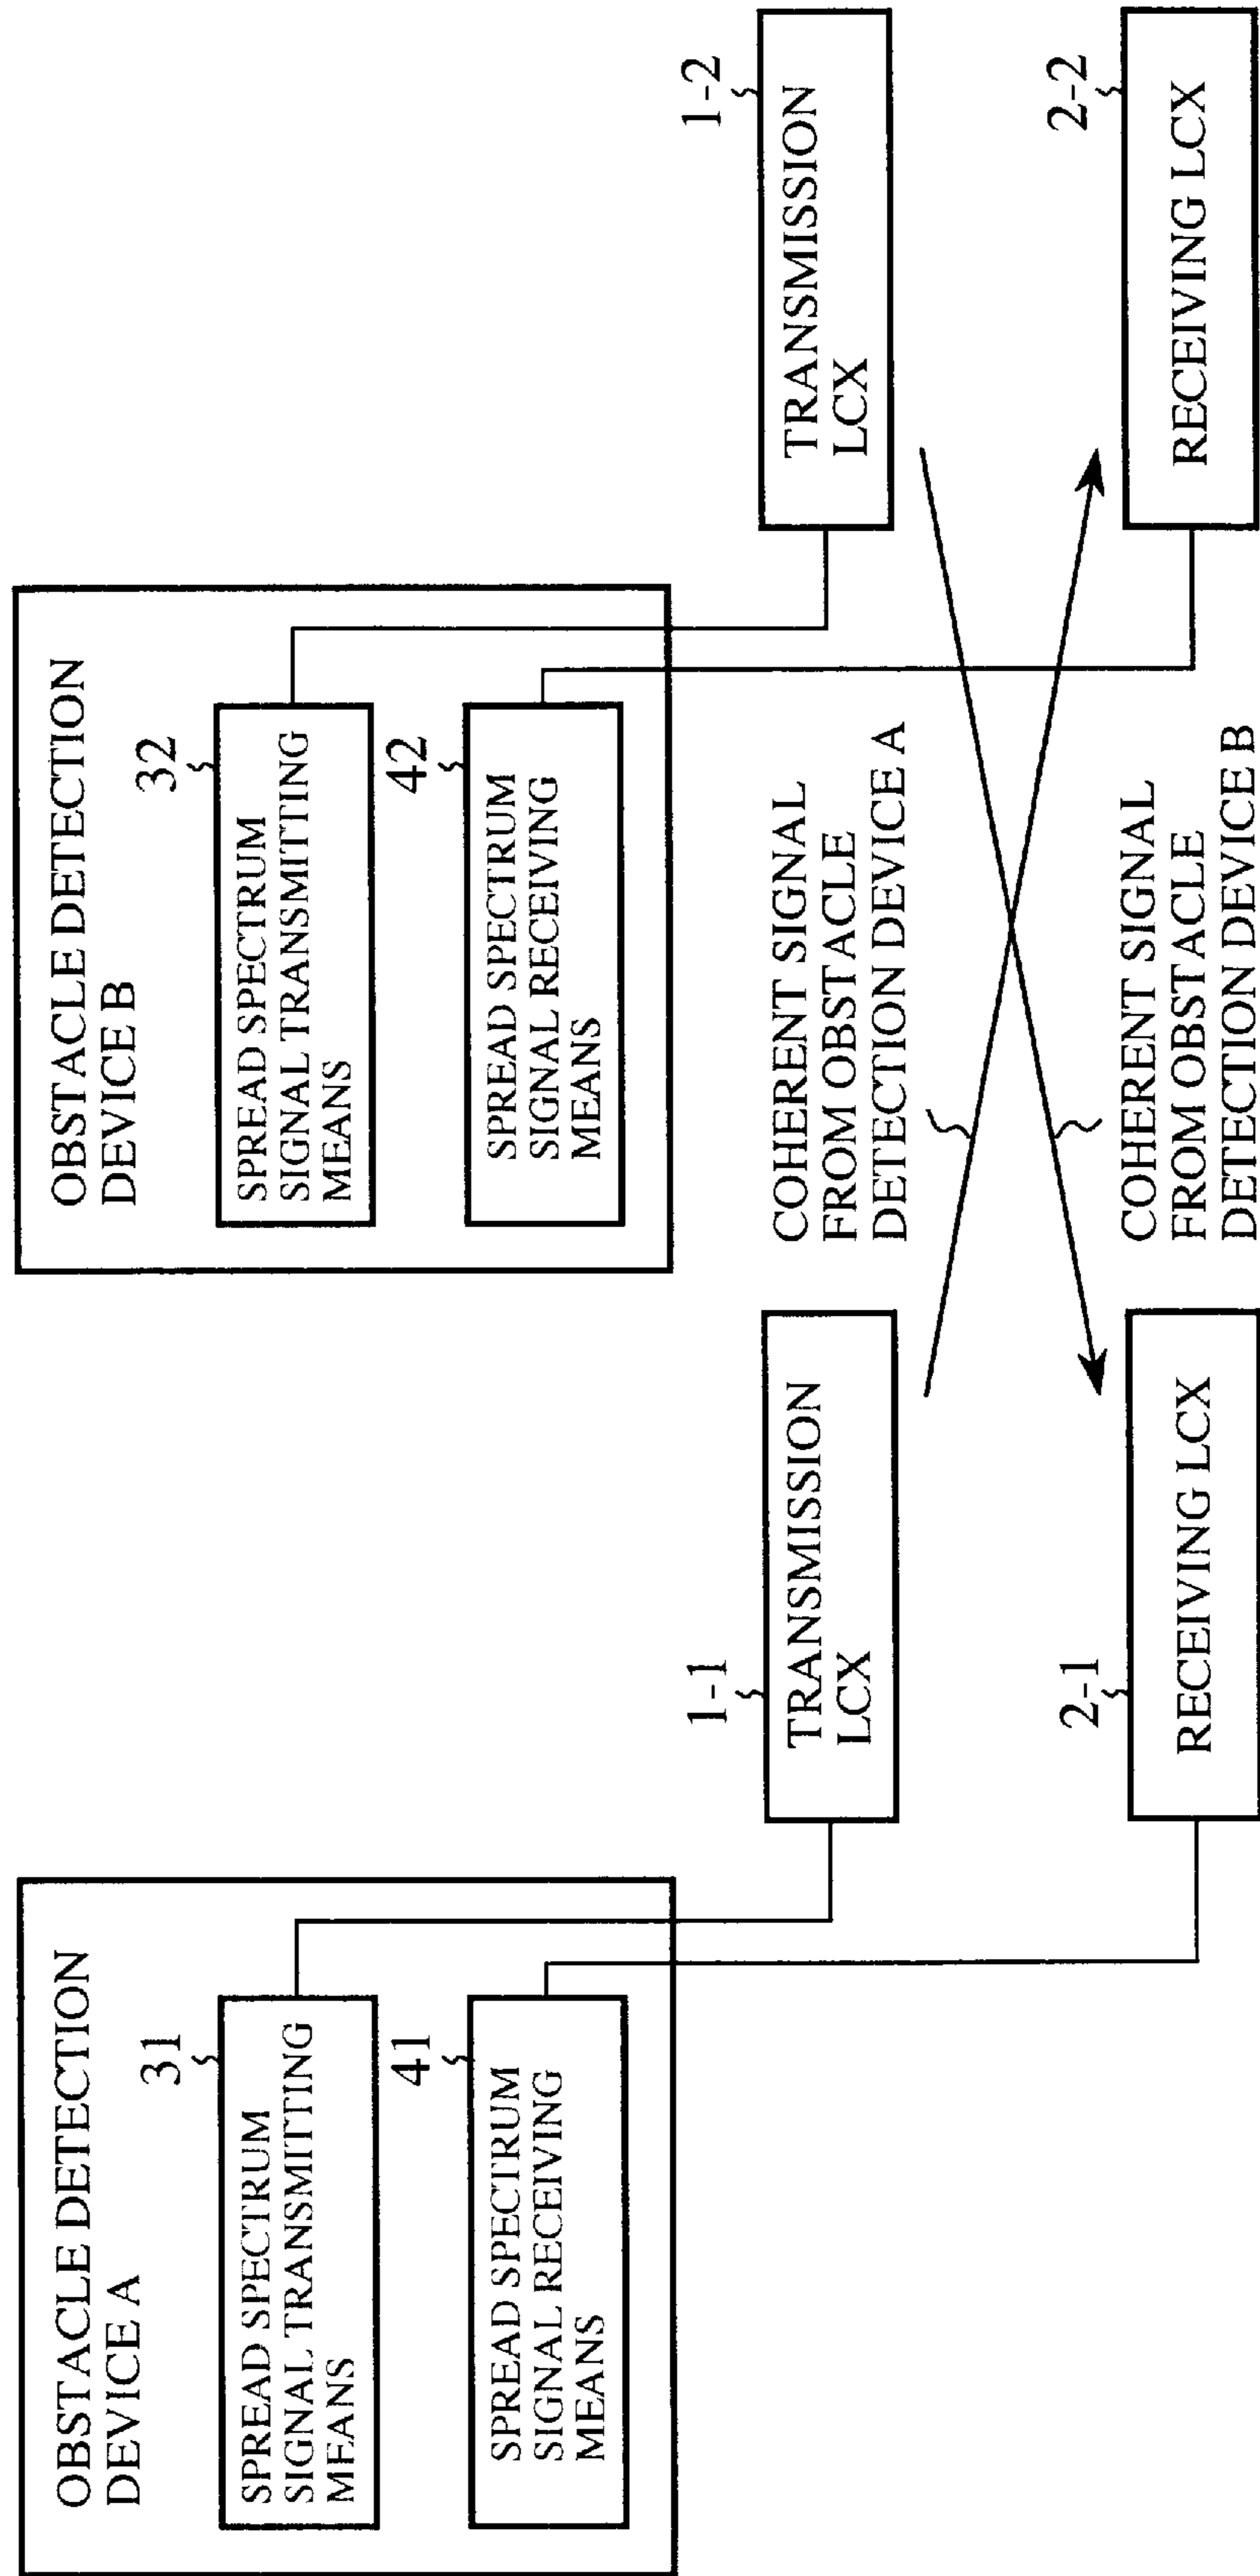 OBSTACLE DETECTION
DEVICE A
31
SPREAD SPECTRUM
SIGNAL TRANSMITTING
MEANS
41
SPREAD SPECTRUM
SIGNAL RECEIVING
MEANS
1-1
TRANSMISSION
LCX
2-1
RECEIVING LCX
OBSTACLE DETECTION
DEVICE B
32
SPREAD SPECTRUM
SIGNAL TRANSMITTING
MEANS
42
SPREAD SPECTRUM
SIGNAL RECEIVING
MEANS
COHERENT SIGNAL
FROM OBSTACLE
DETECTION DEVICE A
COHERENT SIGNAL
FROM OBSTACLE
DETECTION DEVICE B
1-2
TRANSMISSION
LCX
2-2
RECEIVING LCX